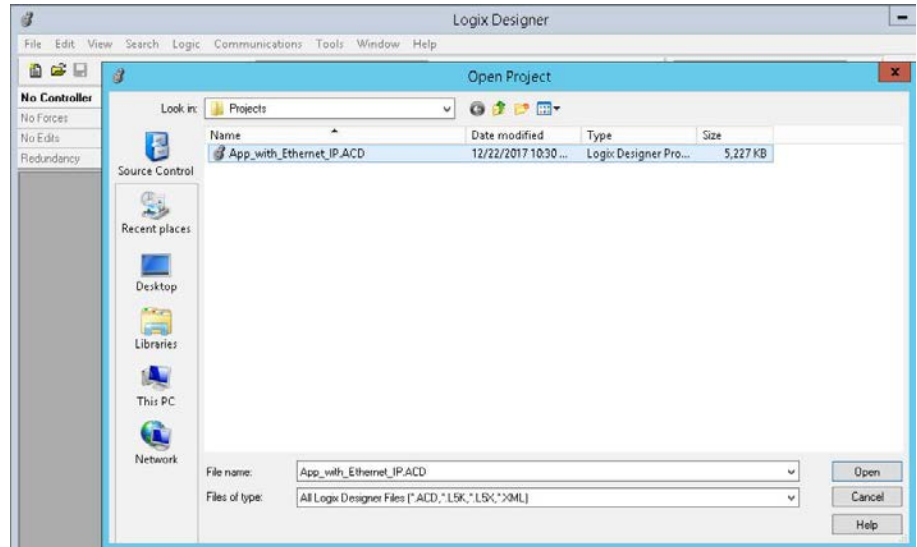 Logix Designer
File Edit View Search Logic Communications Tools Window Help
Open Project
No Controller
No Forces
No Edits
Redundancy
Look in: Projects
Name Date modified Type Size
App_with_Ethernet_IP.ACD 12/22/2017 10:30 ... Logix Designer Pro... 5,227 KB
Source Control
Recent places
Desktop
Libraries
This PC
Network
File name: App_with_Ethernet_IP.ACD Open
Files of type: All Logix Designer Files (*.ACD,*.L5K,*.L5X,*.XML) Cancel
Help